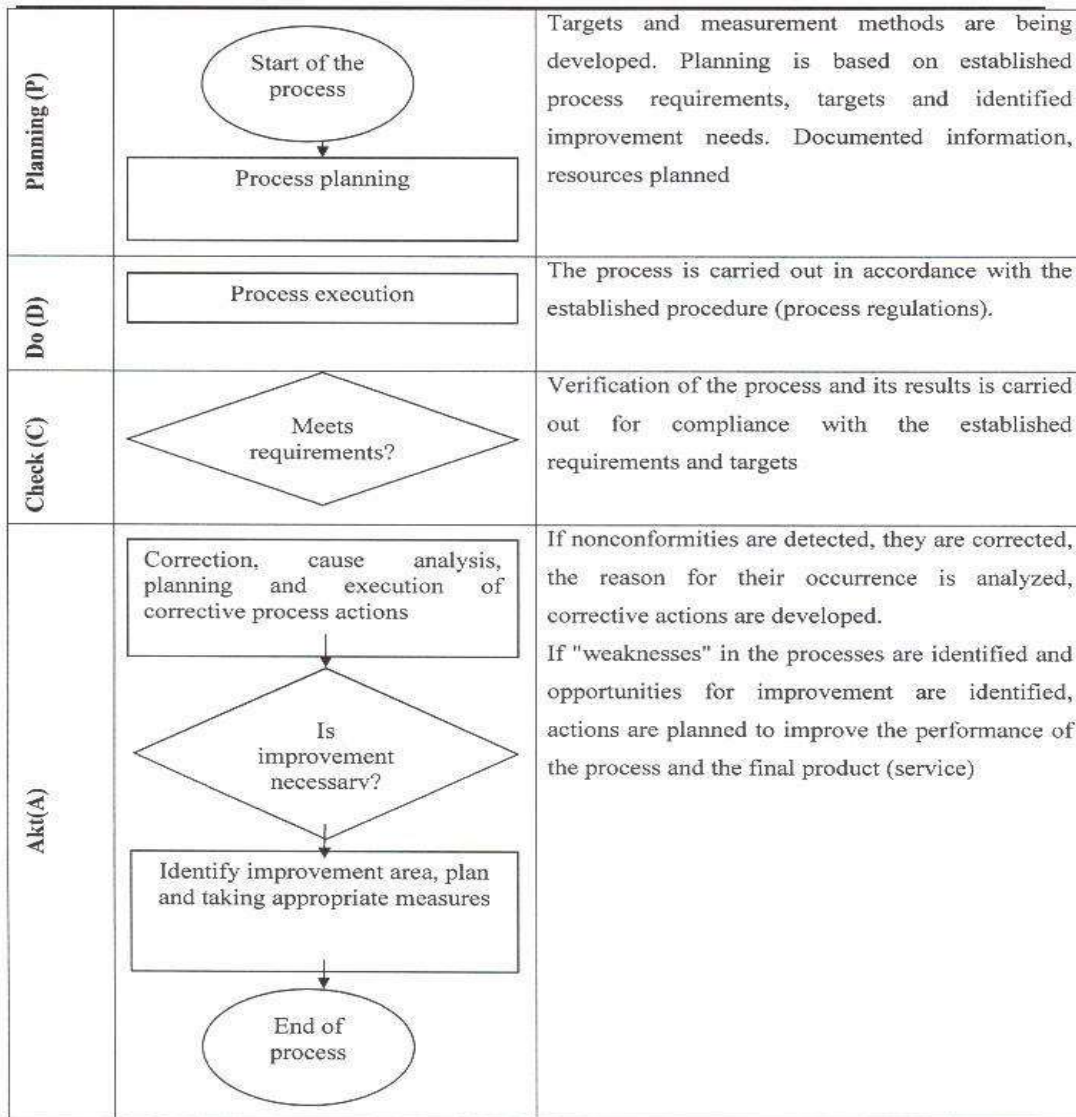 Planning (P)
Start of the
process
Process planning
Targets and measurement methods are being
developed. Planning is based on established
process requirements, targets and identified
improvement needs. Documented information,
resources planned
Do (D)
Process execution
The process is carried out in accordance with the
established procedure (process regulations).
Check (C)
Meets
requirements?
Verification of the process and its results is carried
out for compliance with the established
requirements and targets
Akt(A)
Correction, cause analysis,
planning and execution of
corrective process actions
Is
improvement
necessary?
Identify improvement area, plan
and taking appropriate measures
End of
process
If nonconformities are detected, they are corrected,
the reason for their occurrence is analyzed,
corrective actions are developed.
If "weaknesses" in the processes are identified and
opportunities for improvement are identified,
actions are planned to improve the performance of
the process and the final product (service)